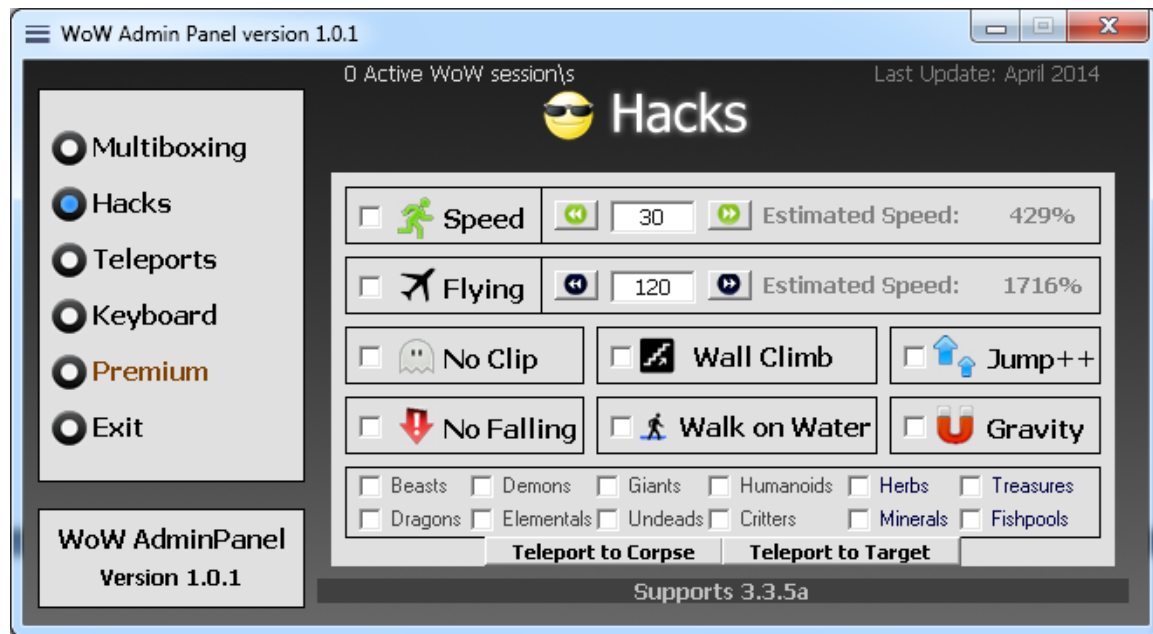 WoW Admin Panel version 1.0.1
0 Active WoW session\s
Last Update: April 2014
Hacks
Multiboxing
Hacks
Teleports
Keyboard
Premium
Exit
WoW AdminPanel
Version 1.0.1
Speed 30 Estimated Speed: 429%
Flying 120 Estimated Speed: 1716%
No Clip Wall Climb Jump++
No Falling Walk on Water Gravity
Beasts Demons Giants Humanoids Herbs Treasures
Dragons Elementals Undeads Critters Minerals Fishpools
Teleport to Corpse Teleport to Target
Supports 3.3.5a